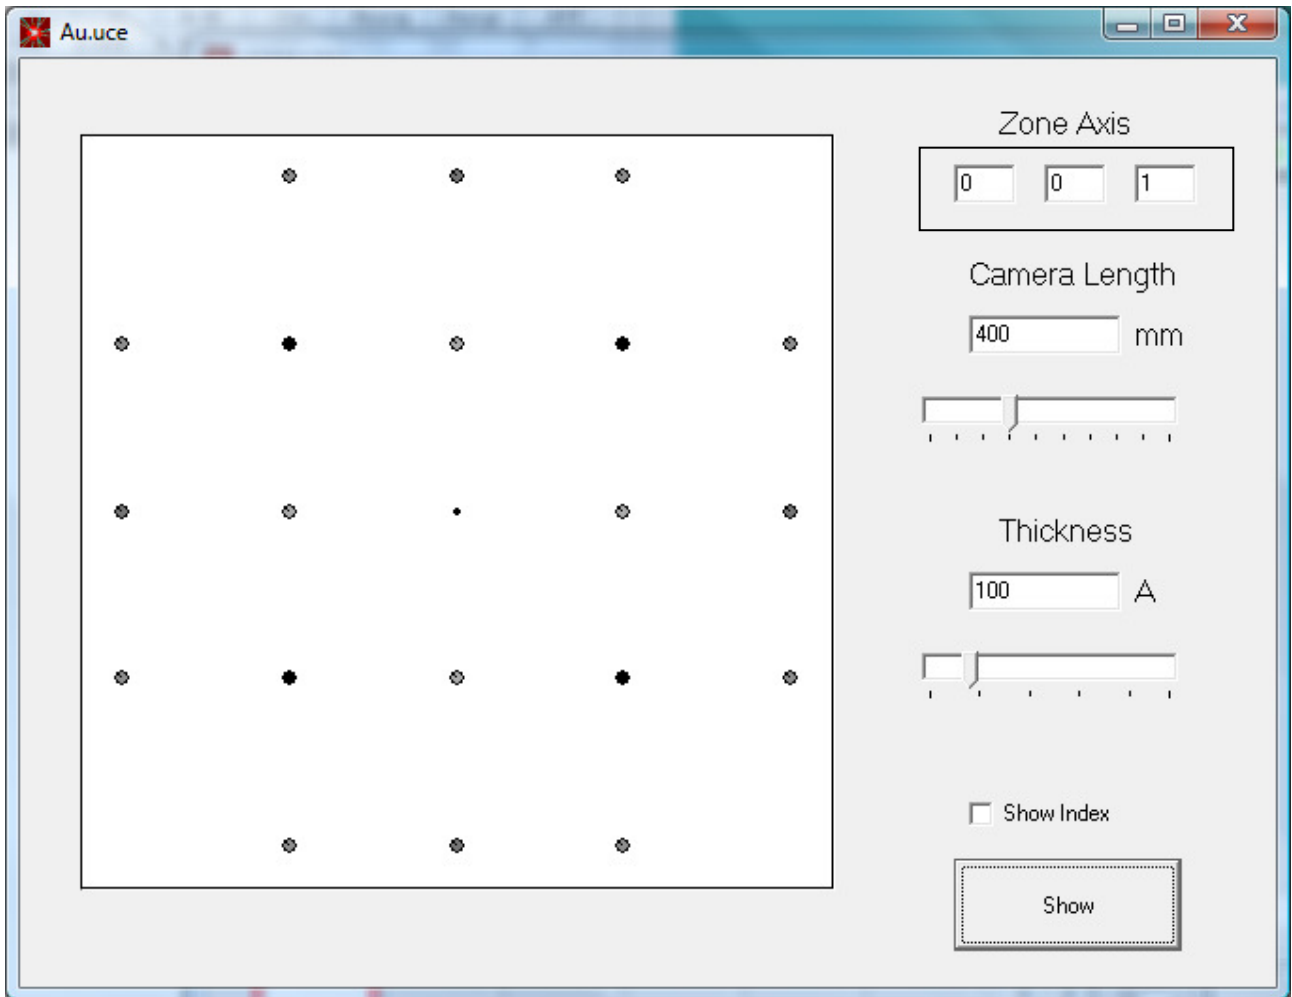 Au.uce
Zone Axis
0 0 1
Camera Length
400 mm
Thickness
100 A
Show Index
Show